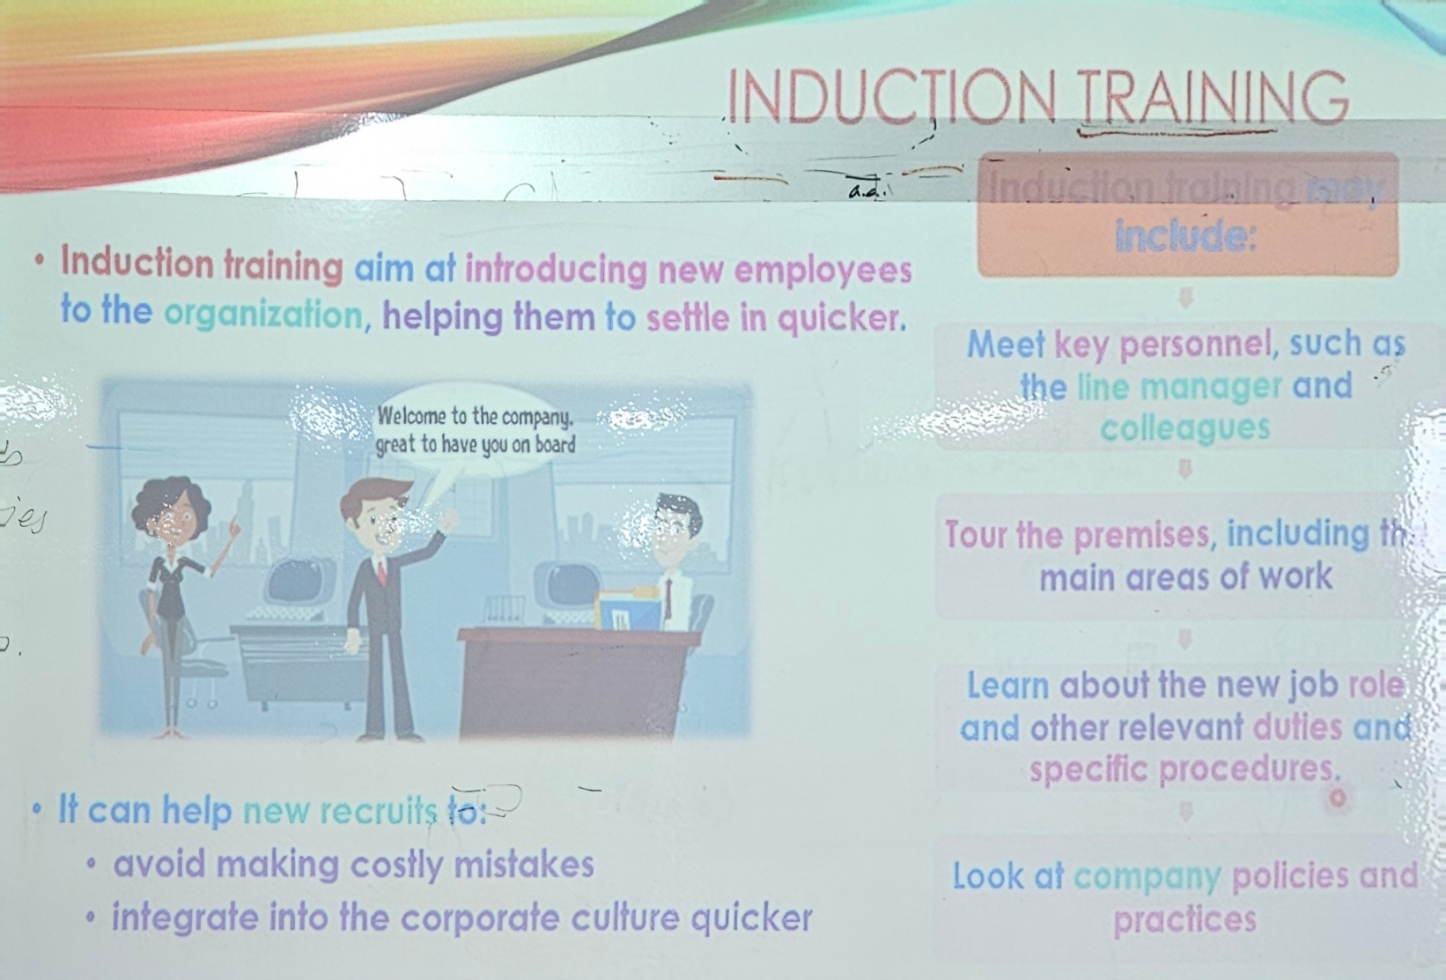 INDUCTION TRAINING
• Induction training aim at introducing new employees
to the organization, helping them to settle in quicker.
Welcome to the company,
great to have you on board
• It can help new recruits to:
• avoid making costly mistakes
• integrate into the corporate culture quicker
Induction training may
include:
Meet key personnel, such as
the line manager and
colleagues
Tour the premises, including the
main areas of work
Learn about the new job role
and other relevant duties and
specific procedures.
Look at company policies and
practices